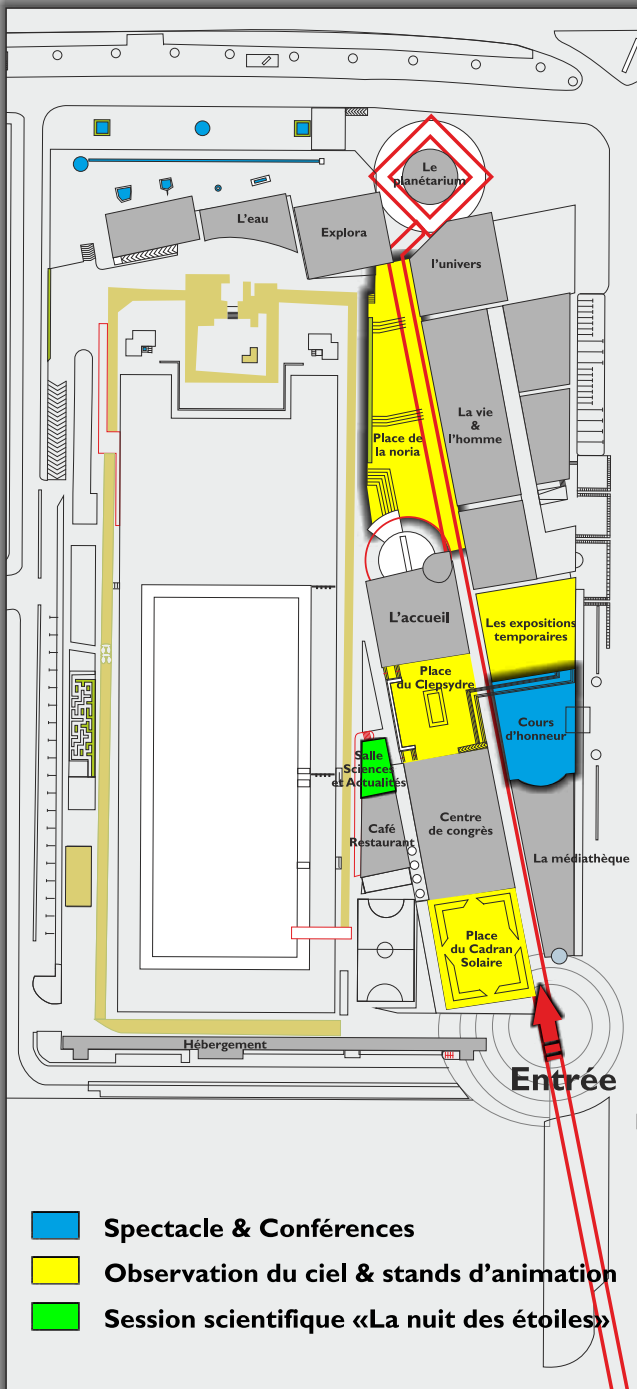 Le
planétarium
L'eau
Explora
l'univers
La vie
&
l'homme
Place de
la noria
L'accueil
Les expositions
temporaires
Place
du Clepsydre
Cours
d'honneur
Salle
Sciences
et Actualités
Centre
de congrès
Café
Restaurant
La médiathèque
Place
du Cadran
Solaire
Hébergement
Entrée
Spectacle & Conférences
Observation du ciel & stands d'animation
Session scientifique «La nuit des étoiles»